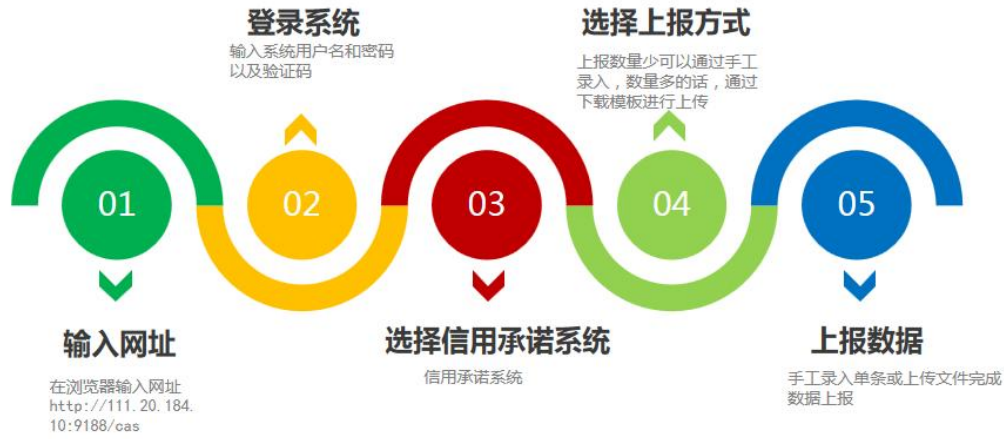 登录系统
输入系统用户名和密码
以及验证码
选择上报方式
上报数量少可以通过手工
录入，数量多的话，通过
下载模板进行上传
01
02
03
04
05
输入网址
在浏览器输入网址
http://111.20.184.
10:9188/cas
选择信用承诺系统
信用承诺系统
上报数据
手工录入单条或上传文件完成
数据上报